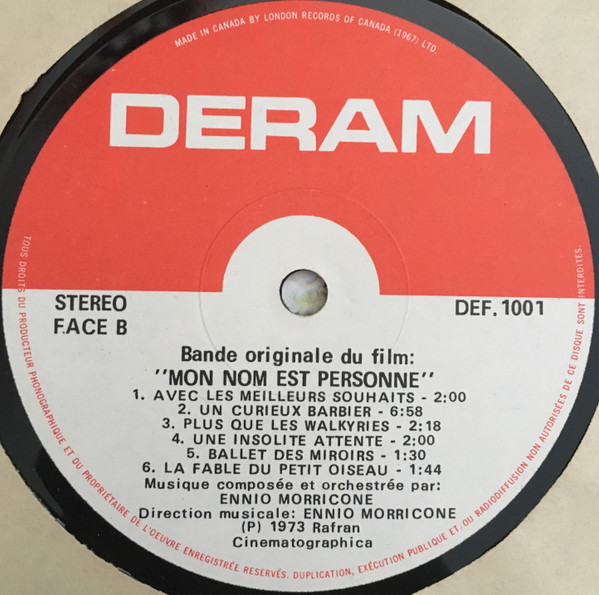 MADE IN CANADA BY LONDON RECORDS OF CANADA (1967) LTD.
DERAM
STEREO
FACE B
DEF. 1001
Bande originale du film:
"MON NOM EST PERSONNE"
1. AVEC LES MEILLEURS SOUHAITS - 2:00
2. UN CURIEUX BARBIER - 6:58
3. PLUS QUE LES WALKYRIES - 2:18
4. UNE INSOLITE ATTENTE - 2:00
5. BALLET DES MIROIRS - 1:30
6. LA FABLE DU PETIT OISEAU - 1:44
Musique composée et orchestrée par:
ENNIO MORRICONE
Direction musicale: ENNIO MORRICONE
(P) 1973 Rafran
Cinematographica
TOUS DROITS DU PRODUCTEUR PHONOGRAPHIQUE ET DU PROPRIÉTAIRE DE L'OEUVRE ENREGISTRÉE RESERVÉS. DUPLICATION, EXÉCUTION PUBLIQUE ET/OU RADIODIFFUSION NON AUTORISÉES DE CE DISQUE SONT INTERDITES.